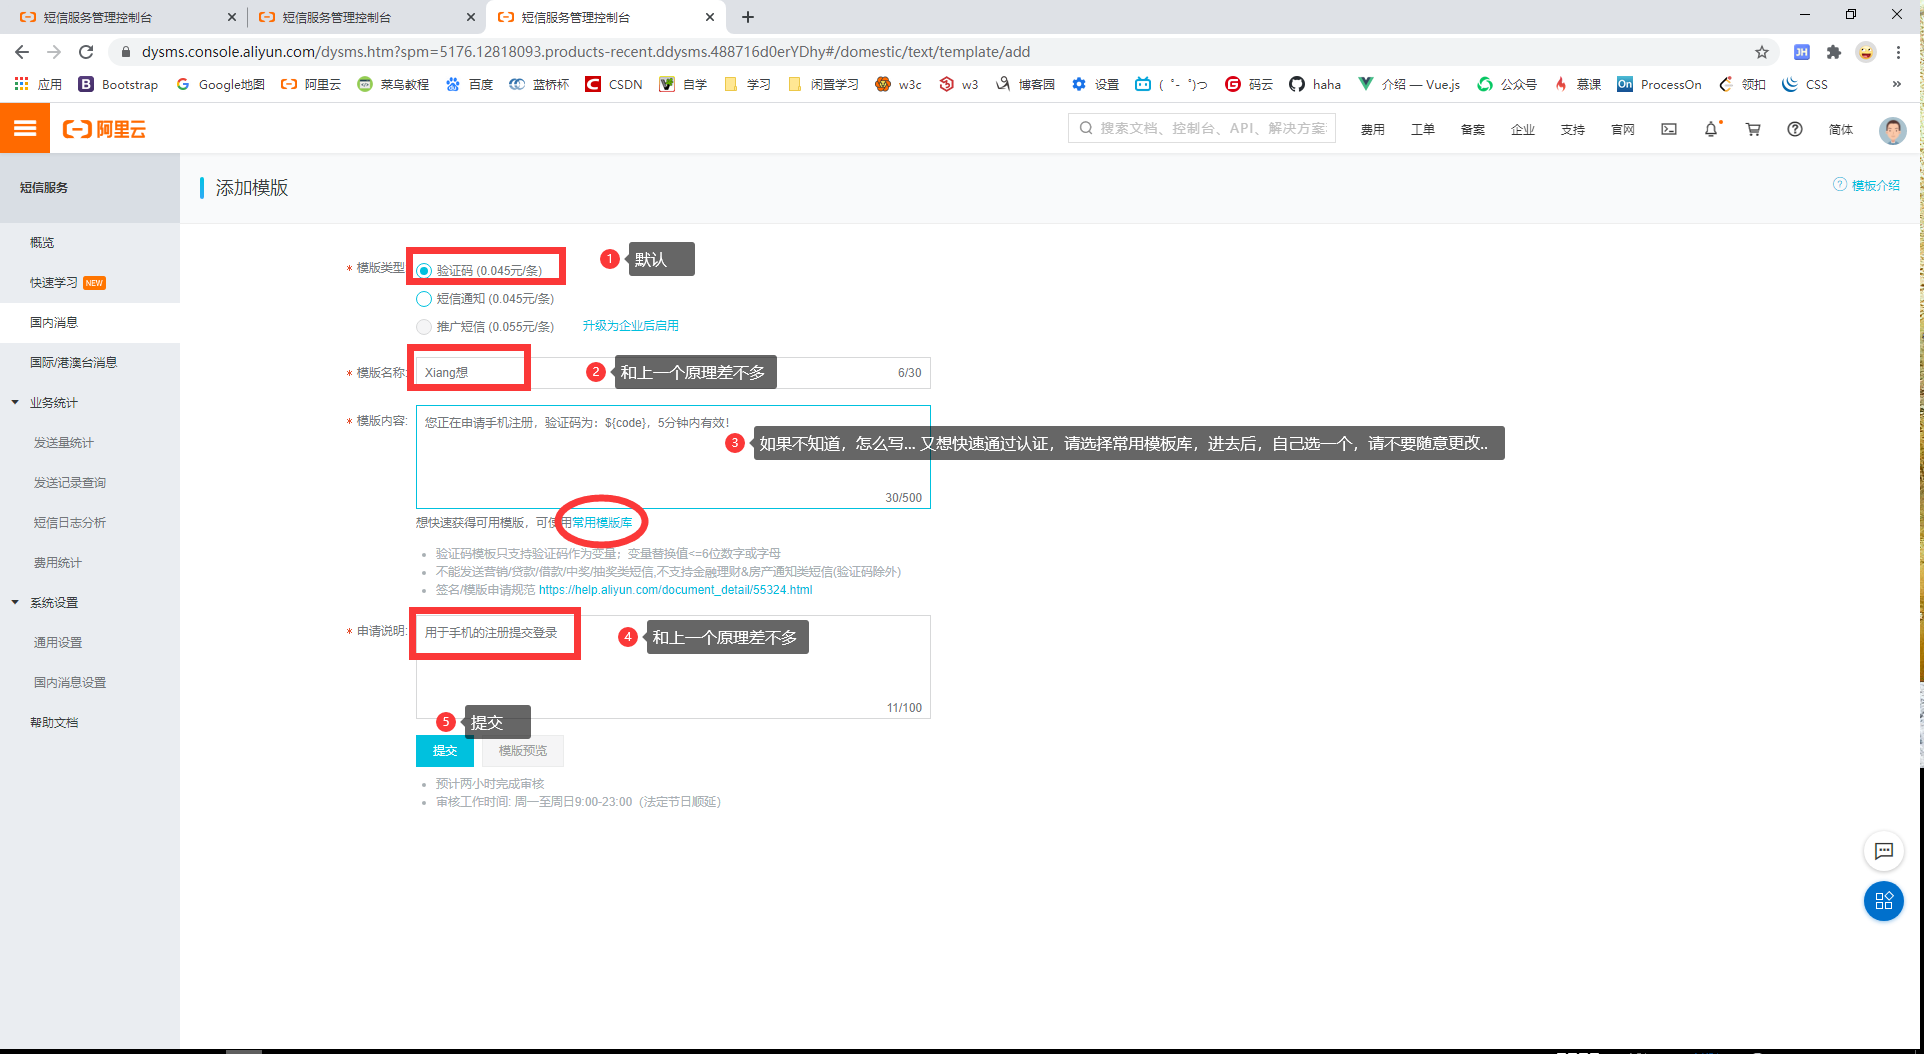 短信服务管理控制台
短信服务管理控制台
短信服务管理控制台
dysms.console.aliyun.com/dysms.htm?spm=5176.12818093.products-recent.ddysms.488716d0erYDhy#/domestic/text/template/add
JH
应用
Bootstrap
Google地图
阿里云
菜鸟教程
百度
蓝桥杯
CSDN
自学
学习
闲置学习
w3c
w3
博客园
设置
( ゜- ゜)つ
码云
haha
介绍 — Vue.js
公众号
慕课
On
ProcessOn
领扣
CSS
»
阿里云
搜索文档、控制台、API、解决方案
费用
工单
备案
企业
支持
官网
简体
短信服务
添加模版
模板介绍
概览
快速学习 NEW
国内消息
国际/港澳台消息
业务统计
发送量统计
发送记录查询
短信日志分析
费用统计
系统设置
通用设置
国内消息设置
帮助文档
* 模版类型
验证码 (0.045元/条)
1 默认
短信通知 (0.045元/条)
推广短信 (0.055元/条) 升级为企业后启用
* 模版名称:
Xiang想
2 和上一个原理差不多
6/30
* 模版内容:
您正在申请手机注册，验证码为：${code}，5分钟内有效！
3 如果不知道，怎么写... 又想快速通过认证，请选择常用模板库，进去后，自己选一个，请不要随意更改..
30/500
想快速获得可用模版，可使用常用模版库
验证码模板只支持验证码作为变量；变量替换值<=6位数字或字母
不能发送营销/贷款/借款/中奖/抽奖类短信,不支持金融理财&房产通知类短信(验证码除外)
签名/模版申请规范 https://help.aliyun.com/document_detail/55324.html
* 申请说明:
用于手机的注册提交登录
4 和上一个原理差不多
11/100
5 提交
提交
模版预览
预计两小时完成审核
审核工作时间: 周一至周日9:00-23:00（法定节日顺延）